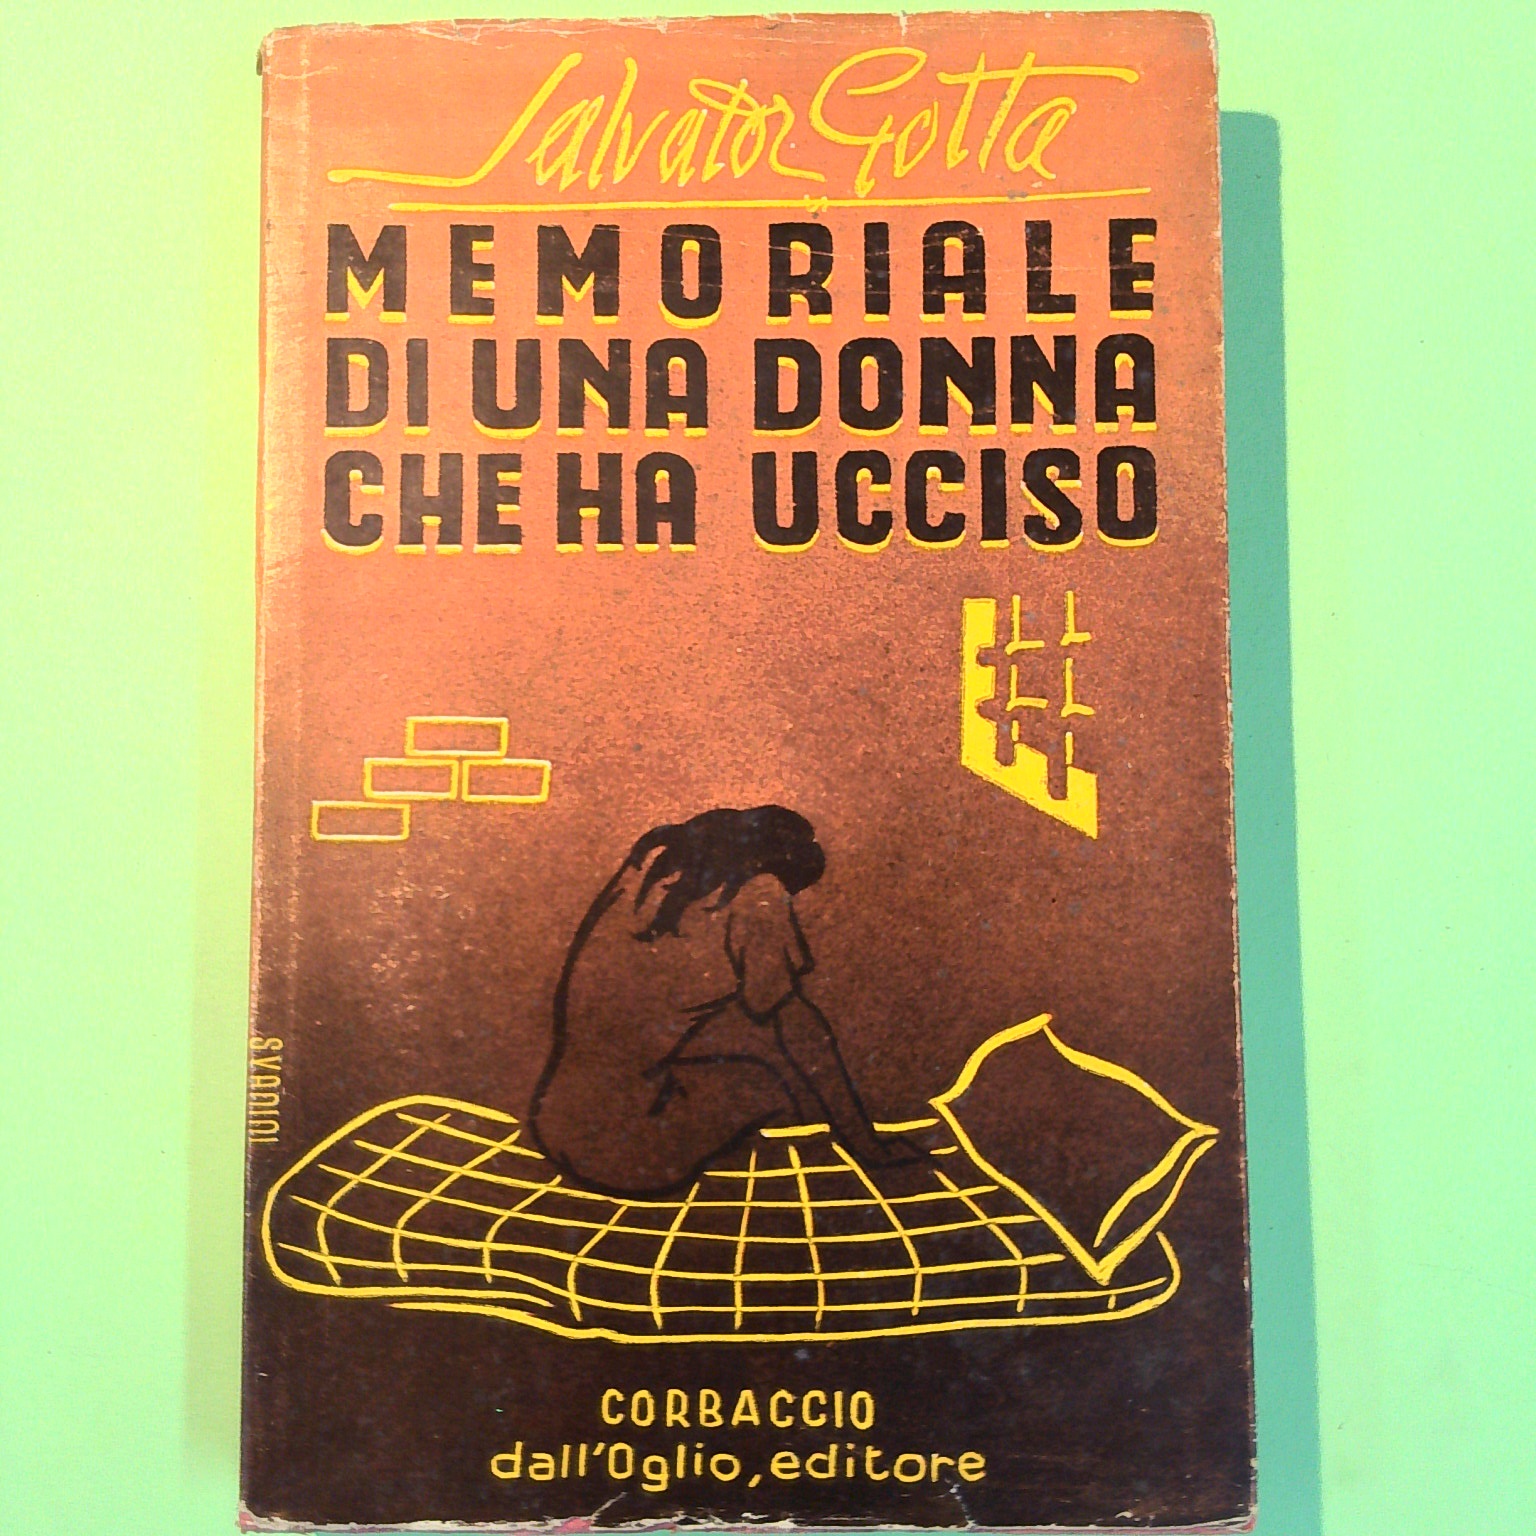 Salvator Gotta
MEMORIALE
DI UNA DONNA
CHE HA UCCISO
CORBACCIO
dall'Oglio, editore